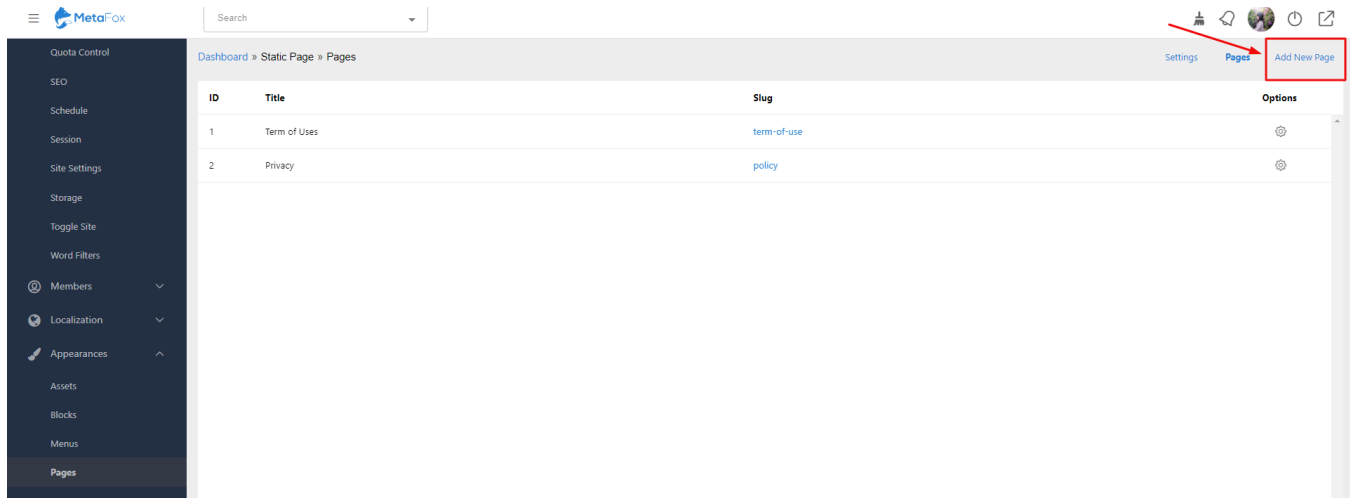 MetaFox
Search
Quota Control
SEO
Schedule
Session
Site Settings
Storage
Toggle Site
Word Filters
Members
Localization
Appearances
Assets
Blocks
Menus
Pages
Dashboard » Static Page » Pages
Settings Pages Add New Page
ID Title Slug Options
1 Term of Uses term-of-use
2 Privacy policy